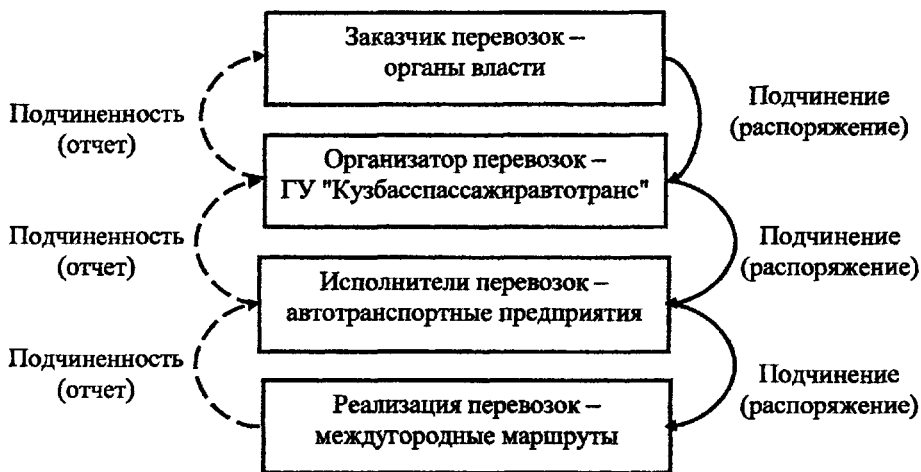 Заказчик перевозок –
органы власти
Подчиненность
(отчет)
Подчинение
(распоряжение)
Организатор перевозок –
ГУ "Кузбасспассажиравтотранс"
Подчиненность
(отчет)
Подчинение
(распоряжение)
Исполнители перевозок –
автотранспортные предприятия
Подчиненность
(отчет)
Подчинение
(распоряжение)
Реализация перевозок –
междугородные маршруты